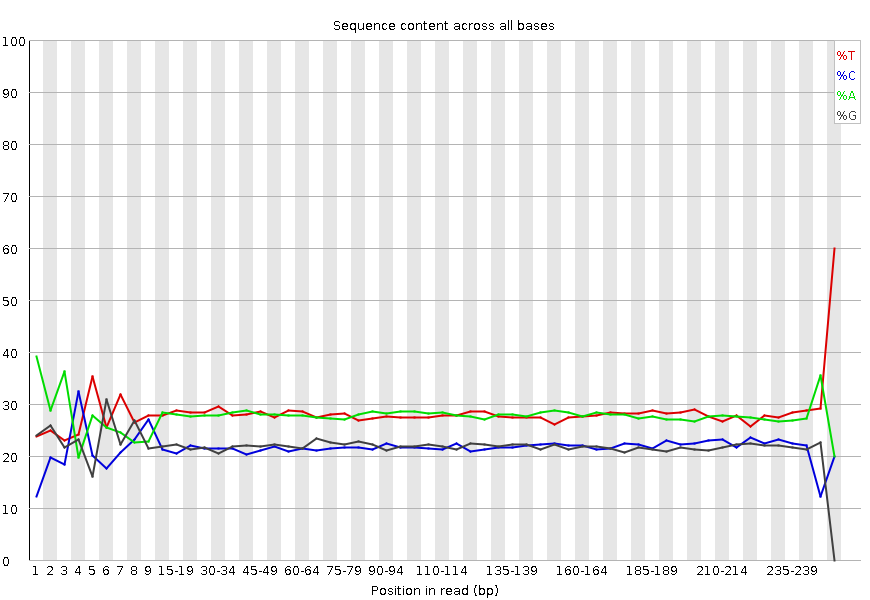 Sequence content across all bases
100
90
80
70
60
50
40
30
20
10
0
%T
%C
%A
%G
1 2 3 4 5 6 7 8 9 15-19 30-34 45-49 60-64 75-79 90-94 110-114 135-139 160-164 185-189 210-214 235-239
Position in read (bp)